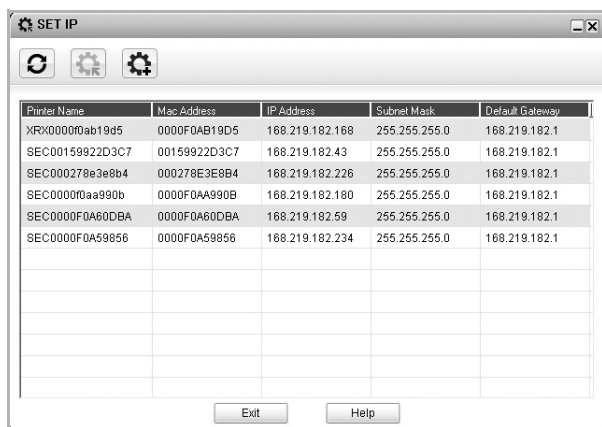 SET IP
Printer Name Mac Address IP Address Subnet Mask Default Gateway
XRX0000f0ab19d5 0000F0AB19D5 168.219.182.168 255.255.255.0 168.219.182.1
SEC00159922D3C7 00159922D3C7 168.219.182.43 255.255.255.0 168.219.182.1
SEC000278e3e8b4 000278E3E8B4 168.219.182.226 255.255.255.0 168.219.182.1
SEC0000f0aa990b 0000F0AA990B 168.219.182.180 255.255.255.0 168.219.182.1
SEC0000F0A60DBA 0000F0A60DBA 168.219.182.59 255.255.255.0 168.219.182.1
SEC0000F0A59856 0000F0A59856 168.219.182.234 255.255.255.0 168.219.182.1
Exit Help